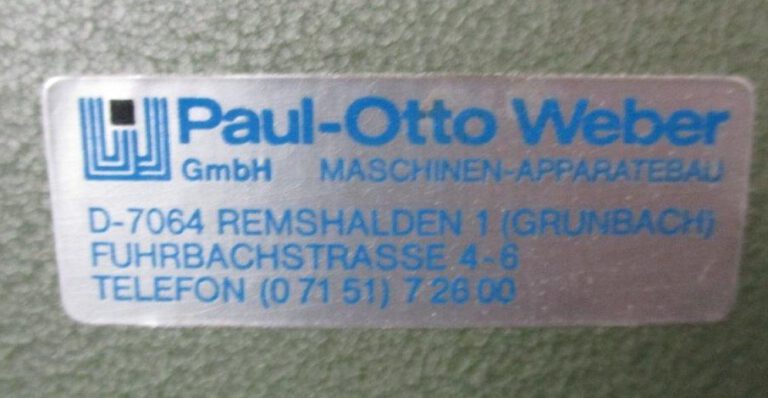 Paul-Otto Weber
GmbH MASCHINEN-APPARATEBAU
D-7064 REMSHALDEN 1 (GRUNBACH)
FUHRBACHSTRASSE 4-6
TELEFON (0 71 51) 7 26 00